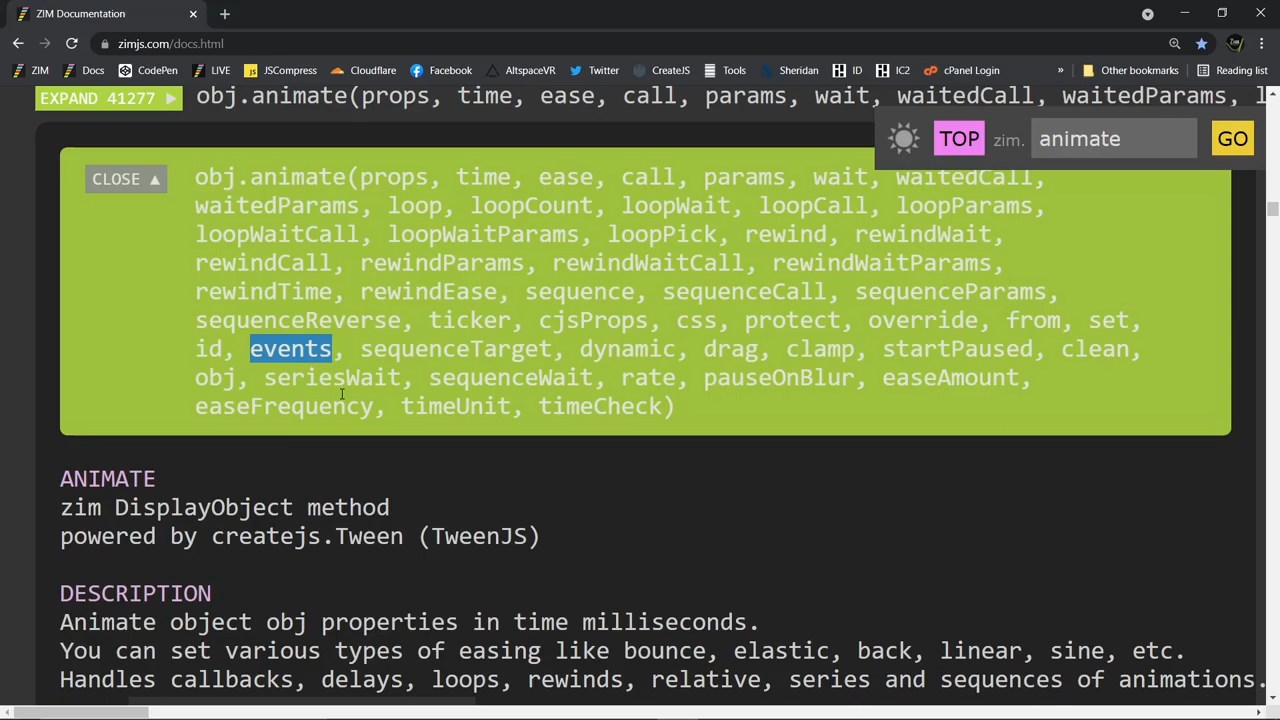 ZIM Documentation
zimjs.com/docs.html
ZIM Docs CodePen LIVE JSCompress Cloudflare Facebook AltspaceVR Twitter CreateJS Tools Sheridan ID IC2 cPanel Login » Other bookmarks Reading list
EXPAND 41277 ▶ obj.animate(props, time, ease, call, params, wait, waitedCall, waitedParams, l
TOP zim. animate GO
CLOSE ▲ obj.animate(props, time, ease, call, params, wait, waitedCall,
waitedParams, loop, loopCount, loopWait, loopCall, loopParams,
loopWaitCall, loopWaitParams, loopPick, rewind, rewindWait,
rewindCall, rewindParams, rewindWaitCall, rewindWaitParams,
rewindTime, rewindEase, sequence, sequenceCall, sequenceParams,
sequenceReverse, ticker, cjsProps, css, protect, override, from, set,
id, events, sequenceTarget, dynamic, drag, clamp, startPaused, clean,
obj, seriesWait, sequenceWait, rate, pauseOnBlur, easeAmount,
easeFrequency, timeUnit, timeCheck)
ANIMATE
zim DisplayObject method
powered by createjs.Tween (TweenJS)
DESCRIPTION
Animate object obj properties in time milliseconds.
You can set various types of easing like bounce, elastic, back, linear, sine, etc.
Handles callbacks, delays, loops, rewinds, relative, series and sequences of animations.